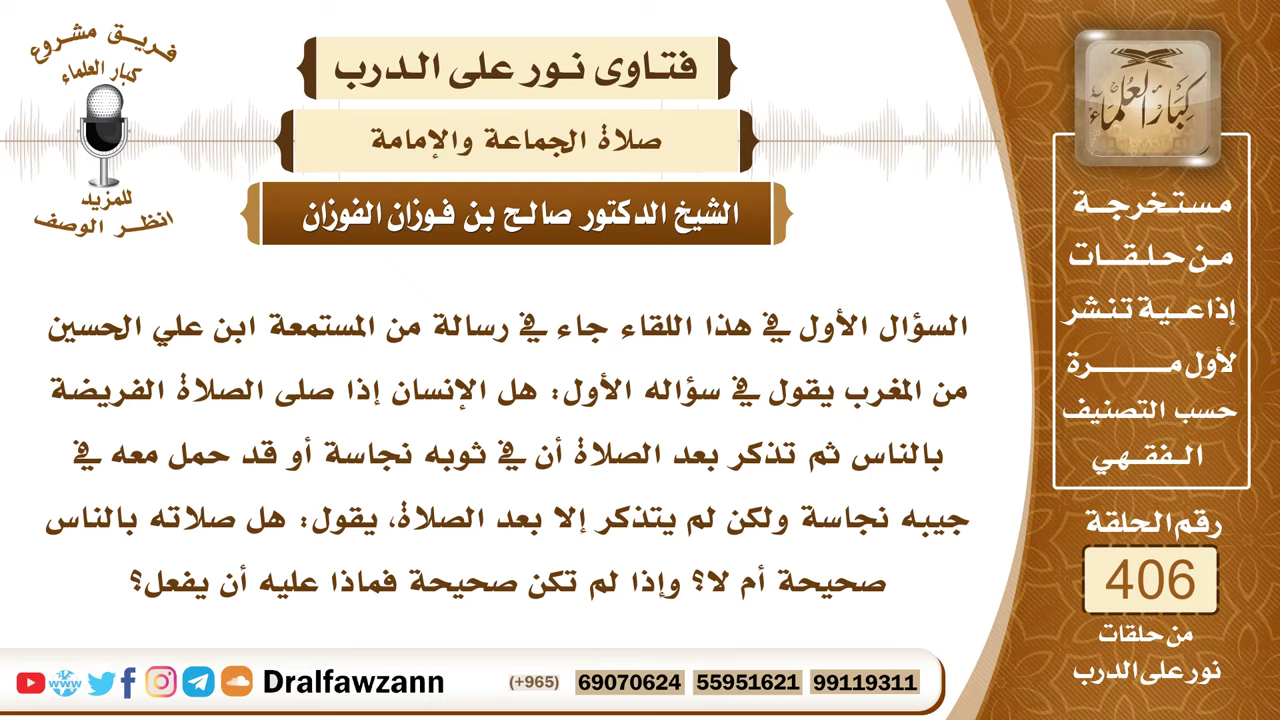 فريق مشروع
كبار العلماء
للمزيد
انظر الوصف
فتاوى نور على الدرب
صلاة الجماعة والإمامة
الشيخ الدكتور صالح بن فوزان الفوزان
السؤال الأول في هذا اللقاء جاء في رسالة من المستمعة ابن علي الحسين
من المغرب يقول في سؤاله الأول: هل الإنسان إذا صلى الصلاة الفريضة
بالناس ثم تذكر بعد الصلاة أن في ثوبه نجاسة أو قد حمل معه في
جيبه نجاسة ولكن لم يتذكر إلا بعد الصلاة، يقول: هل صلاته بالناس
صحيحة أم لا؟ وإذا لم تكن صحيحة فماذا عليه أن يفعل؟
كبار العلماء
مستخرجة
من حلقات
إذاعية تنشر
لأول مرة
حسب التصنيف
الفقهي
رقم الحلقة
406
من حلقات
نور على الدرب
www
Dralfawzann
(+965) 69070624 55951621 99119311